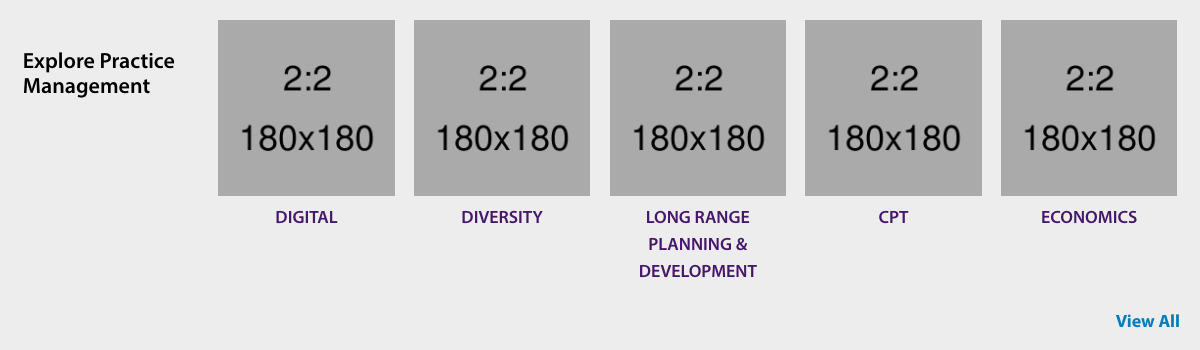 Explore Practice
Management
2:2
180x180
2:2
180x180
2:2
180x180
2:2
180x180
2:2
180x180
DIGITAL
DIVERSITY
LONG RANGE
PLANNING &
DEVELOPMENT
CPT
ECONOMICS
View All